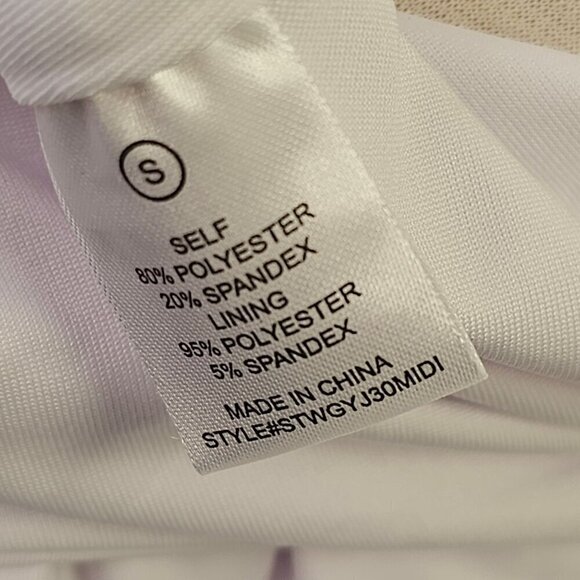 S
SELF
80% POLYESTER
20% SPANDEX
LINING
95% POLYESTER
5% SPANDEX
MADE IN CHINA
STYLE#STWGYJ30MIDI